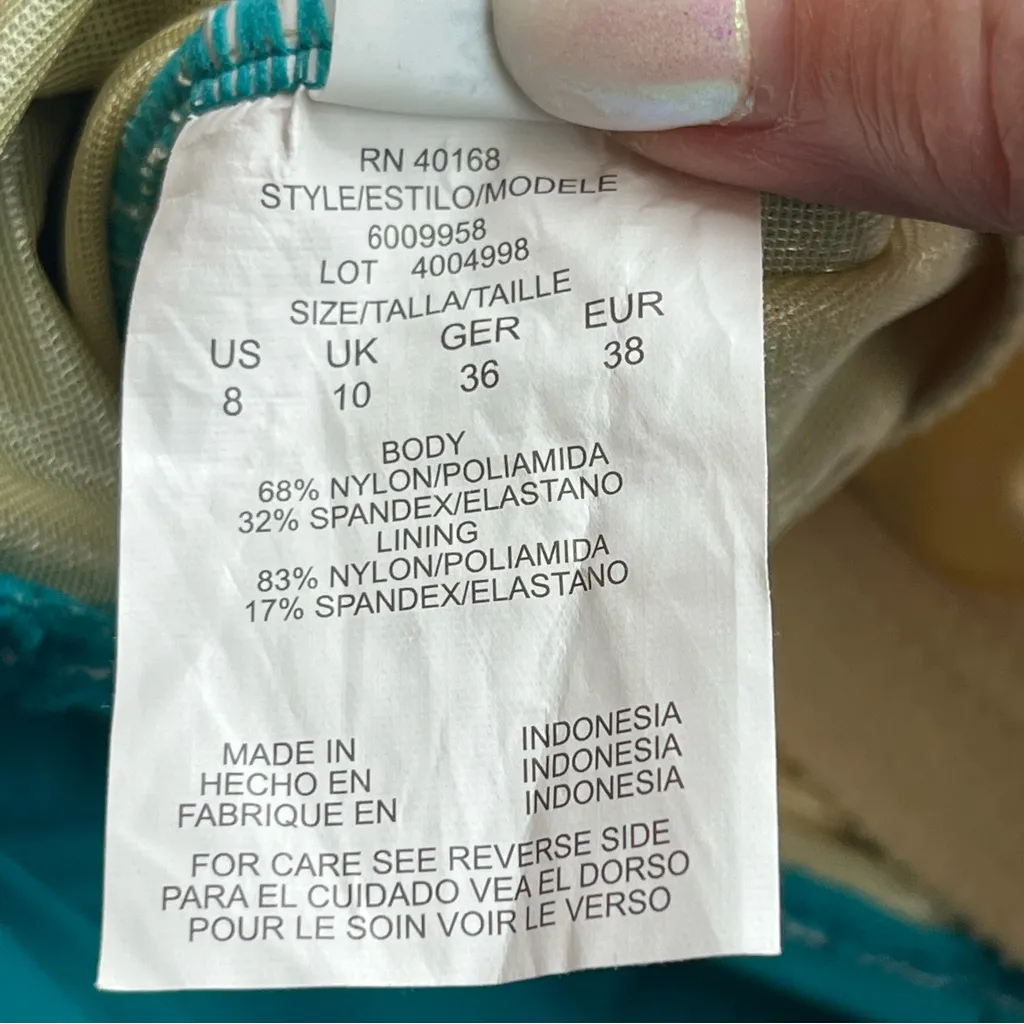 RN 40168
STYLE/ESTILO/MODELE
6009958
LOT 4004998
SIZE/TALLA/TAILLE
US UK GER EUR
8 10 36 38
BODY
68% NYLON/POLIAMIDA
32% SPANDEX/ELASTANO
LINING
83% NYLON/POLIAMIDA
17% SPANDEX/ELASTANO
MADE IN INDONESIA
HECHO EN INDONESIA
FABRIQUE EN INDONESIA
FOR CARE SEE REVERSE SIDE
PARA EL CUIDADO VEA EL DORSO
POUR LE SOIN VOIR LE VERSO